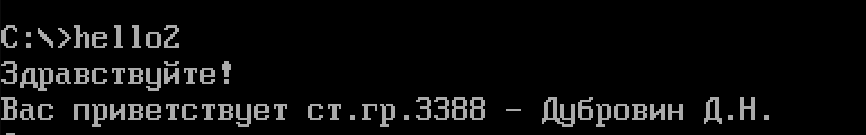 C:\>hello2
Здравствуйте!
Вас приветствует ст.гр.3388 - Дубровин Д.Н.